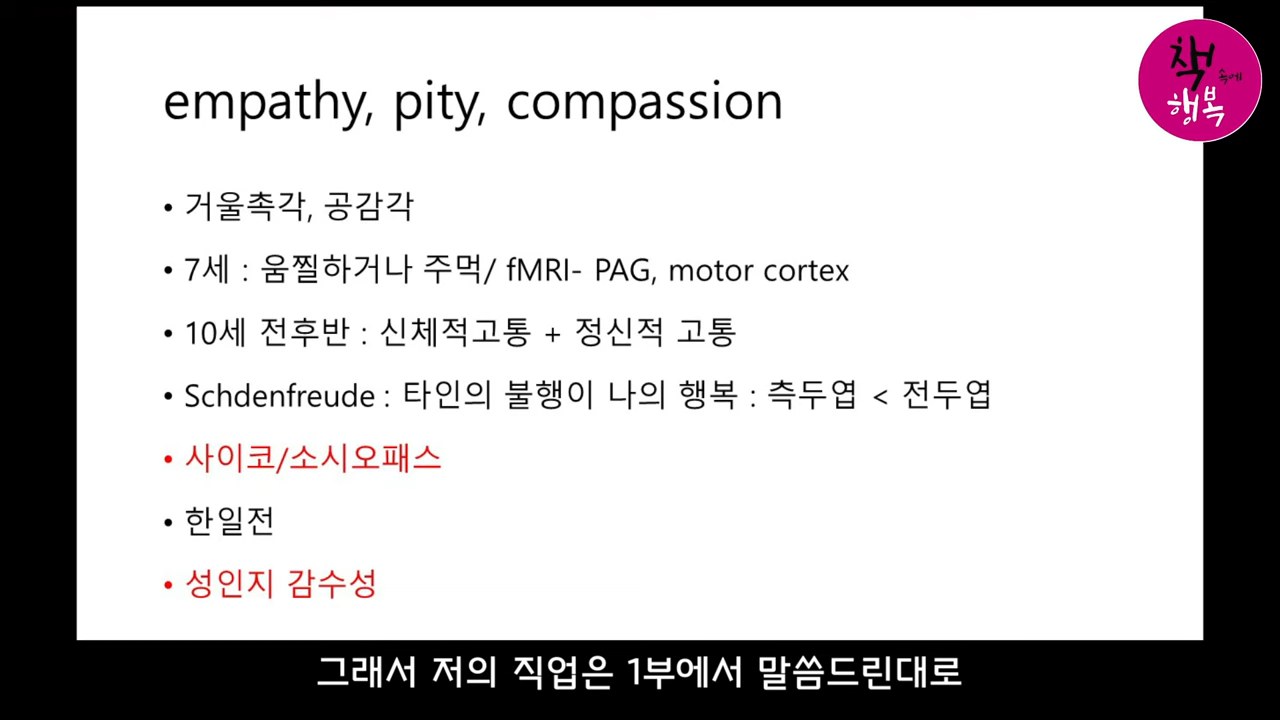 empathy, pity, compassion
책
속에
행복
• 거울촉각, 공감각
• 7세 : 움찔하거나 주먹/ fMRI- PAG, motor cortex
• 10세 전후반 : 신체적고통 + 정신적 고통
• Schdenfreude : 타인의 불행이 나의 행복 : 측두엽 < 전두엽
• 사이코/소시오패스
• 한일전
• 성인지 감수성
그래서 저의 직업은 1부에서 말씀드린대로